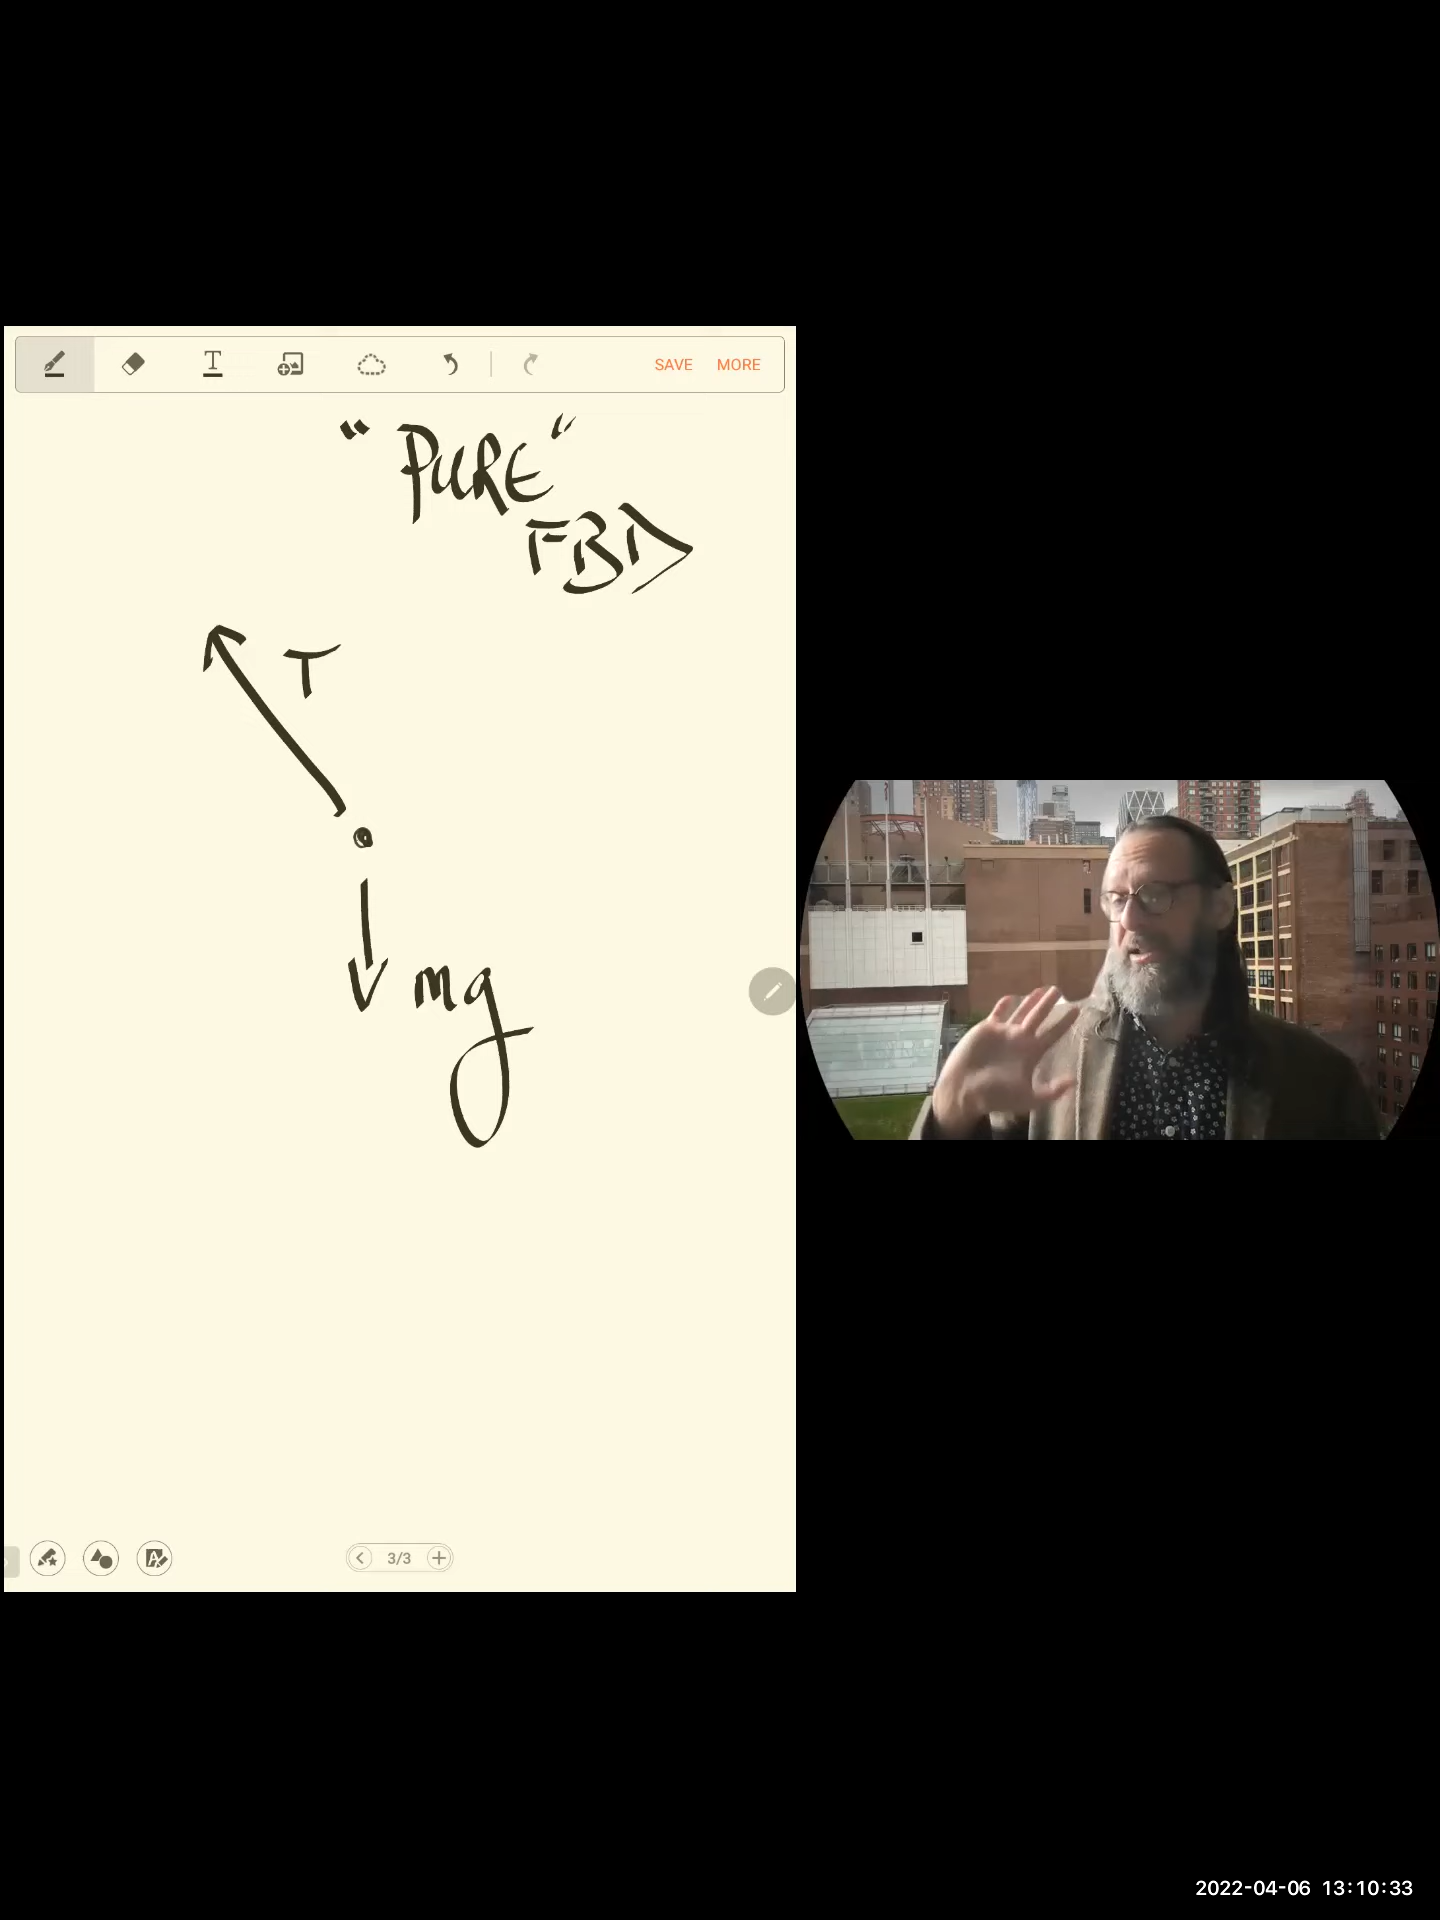 T
SAVE
MORE
"PURE"
FBD
T
mg
A
3/3
2022-04-06 13:10:33